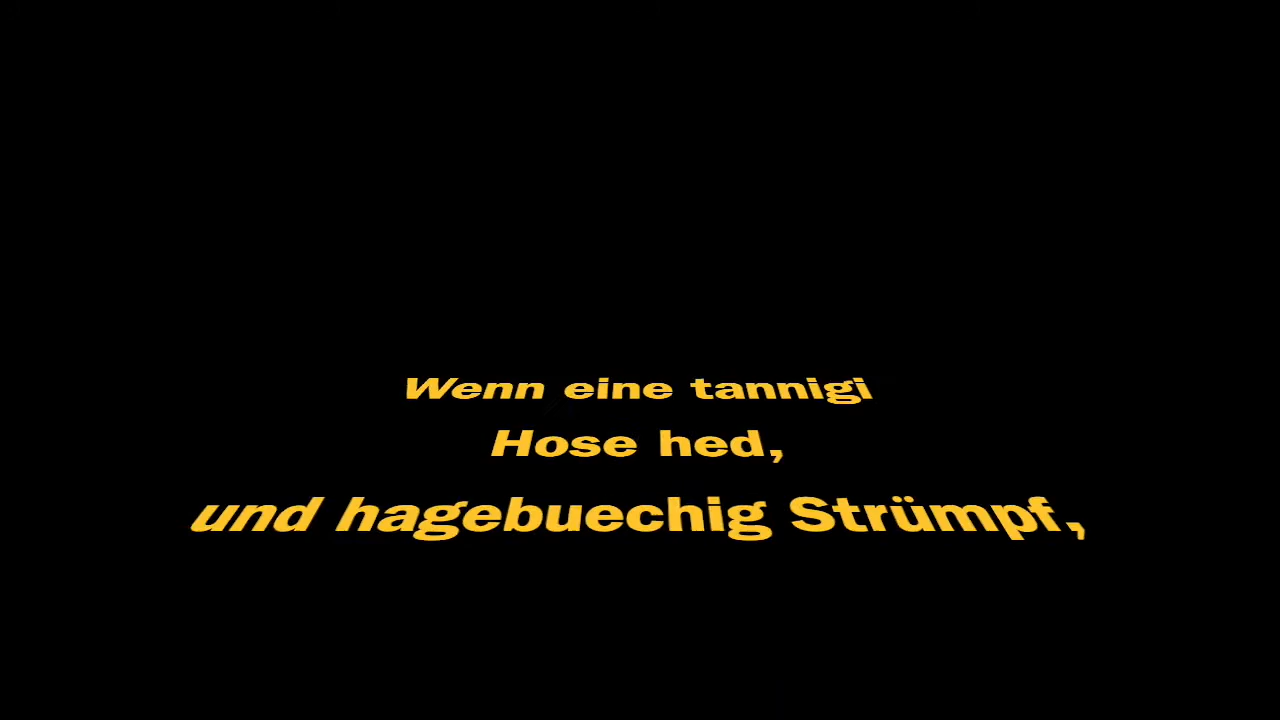 Wenn eine tannigi
Hose hed,
und hagebuechig Strümpf,